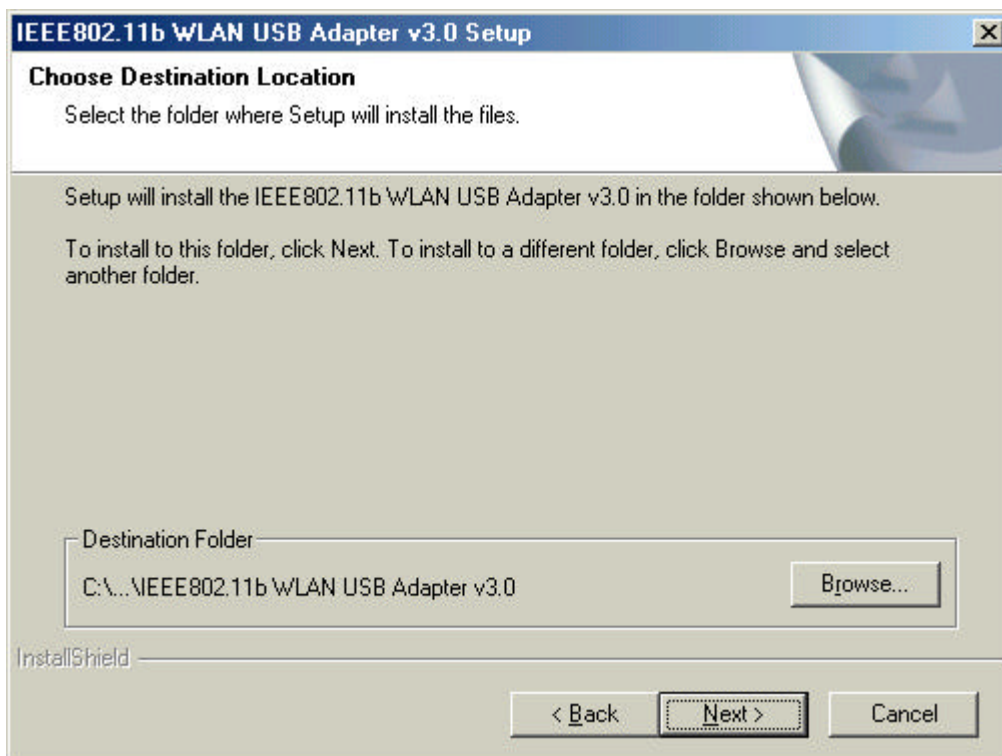 IEEE802.11b WLAN USB Adapter v3.0 Setup
Choose Destination Location
Select the folder where Setup will install the files.
Setup will install the IEEE802.11b WLAN USB Adapter v3.0 in the folder shown below.
To install to this folder, click Next. To install to a different folder, click Browse and select
another folder.
Destination Folder
C:\...\IEEE802.11b WLAN USB Adapter v3.0
Browse...
InstallShield
< Back
Next >
Cancel